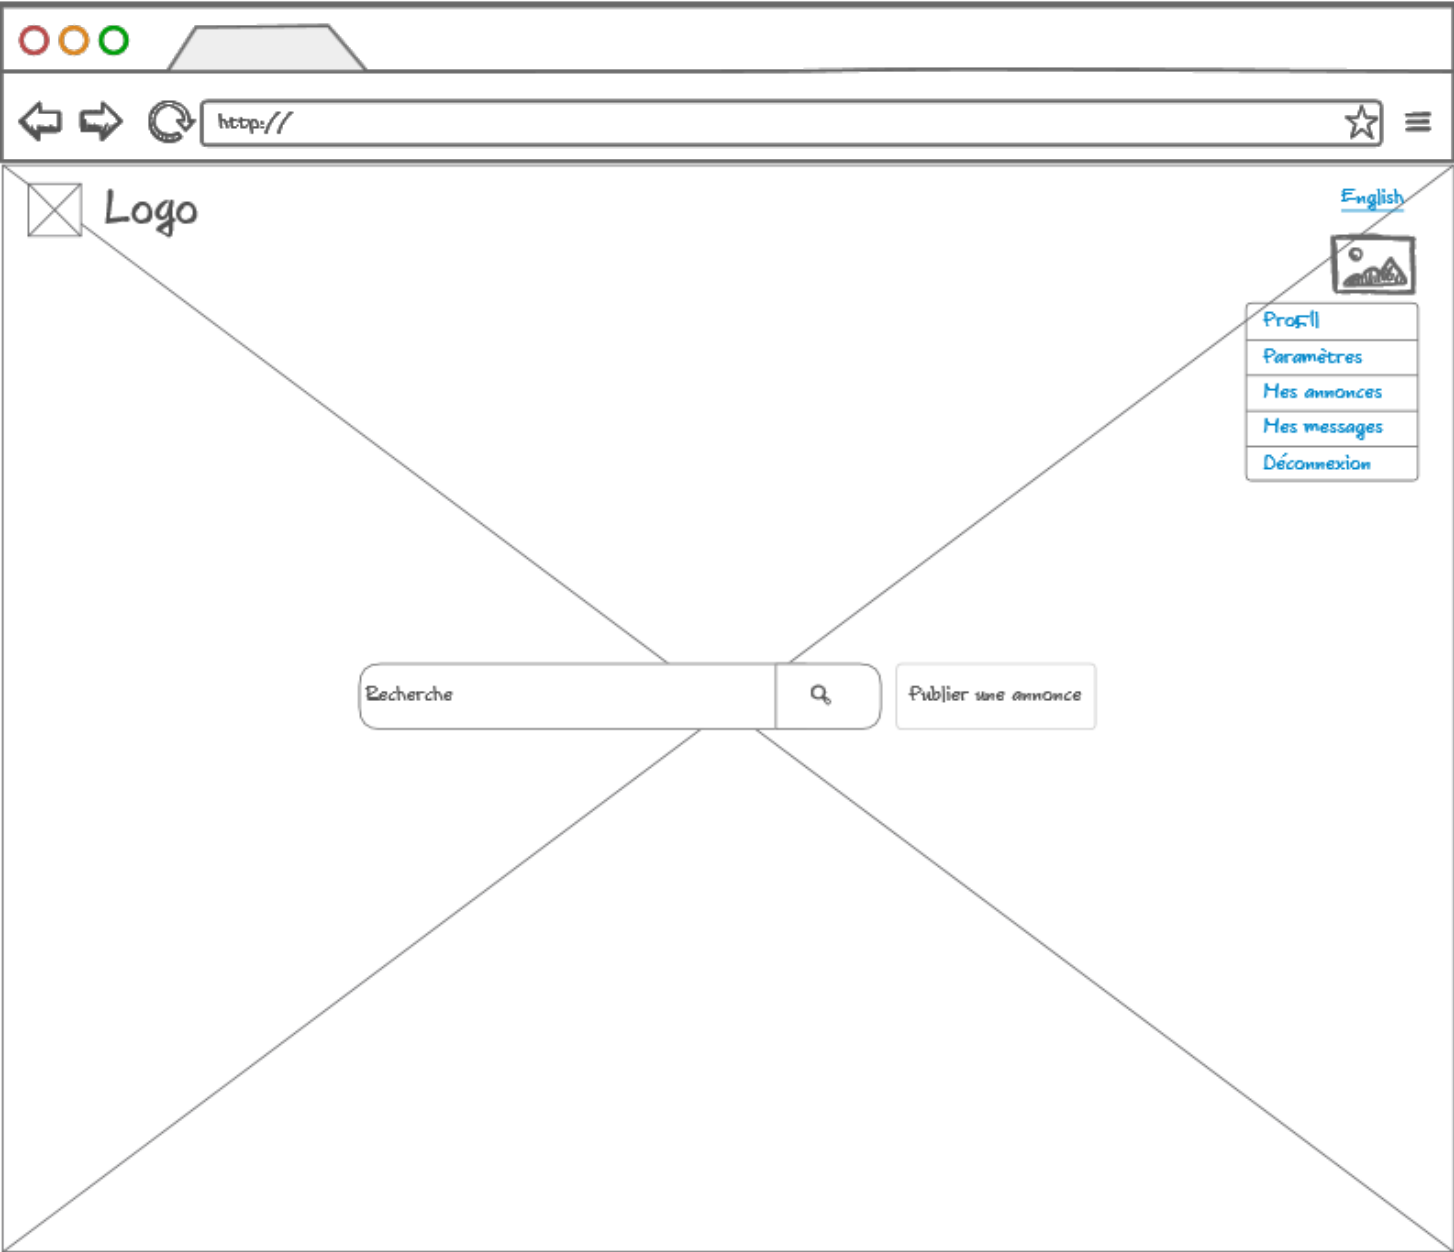 http://
Logo
English
Profil
Paramètres
Mes annonces
Mes messages
Déconnexion
Recherche
Publier une annonce